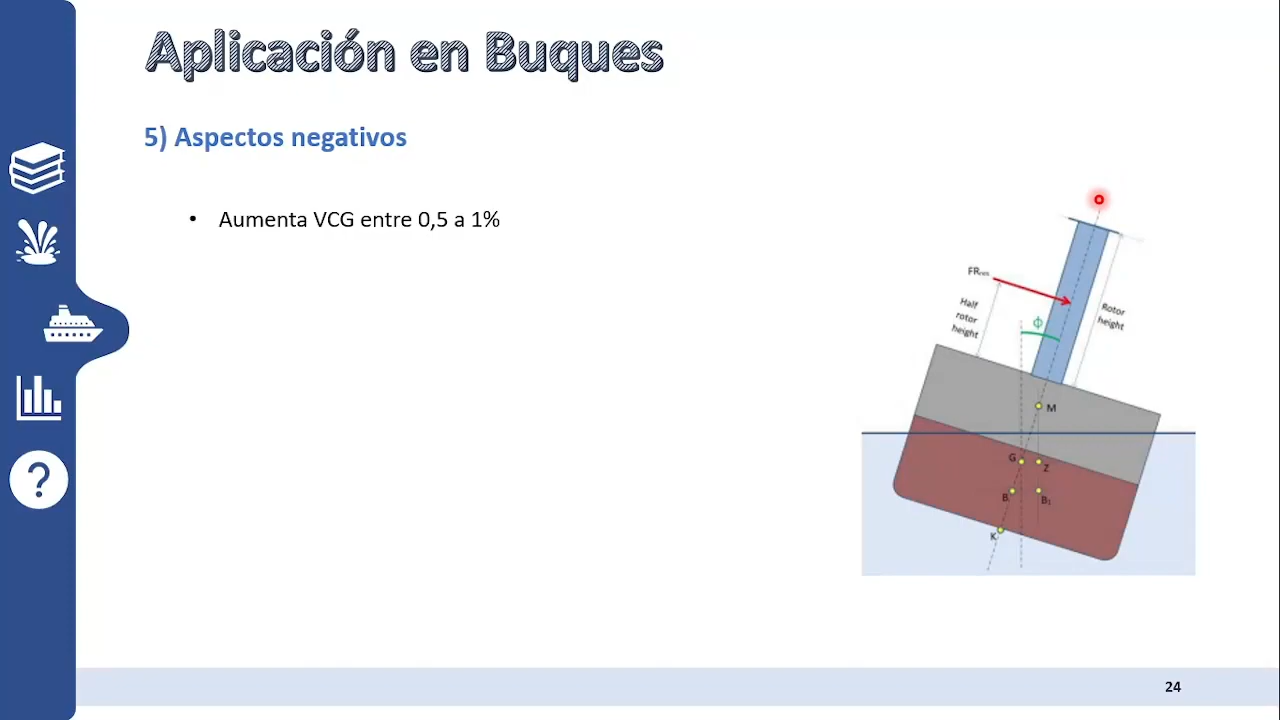 Aplicación en Buques
5) Aspectos negativos
• Aumenta VCG entre 0,5 a 1%
Half
rotor
height
Φ
Rotor
height
M
G
Z
B
B₁
K
24